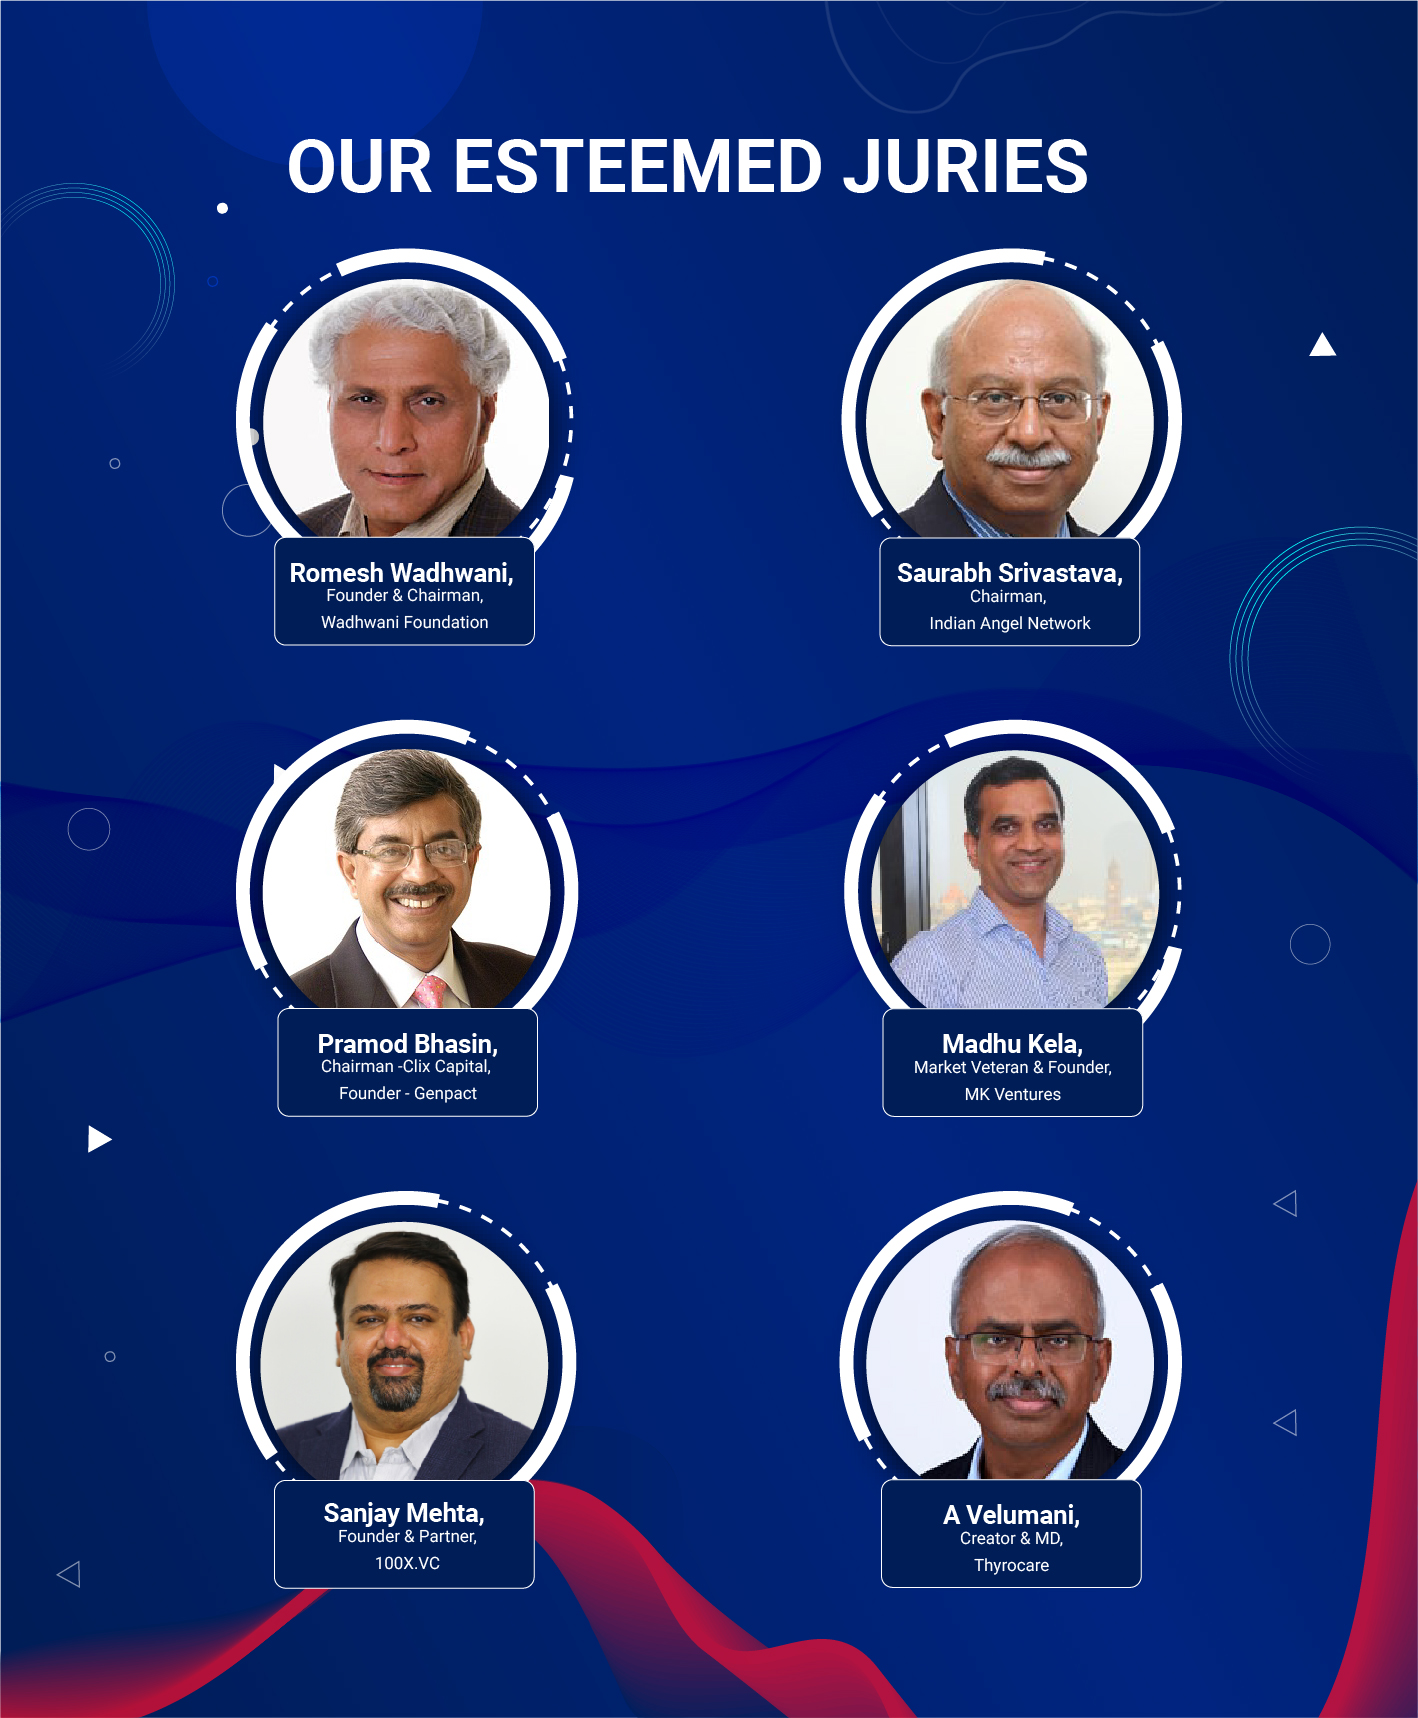 OUR ESTEEMED JURIES
Romesh Wadhwani,
Founder & Chairman,
Wadhwani Foundation
Saurabh Srivastava,
Chairman,
Indian Angel Network
Pramod Bhasin,
Chairman -Clix Capital,
Founder - Genpact
Madhu Kela,
Market Veteran & Founder,
MK Ventures
Sanjay Mehta,
Founder & Partner,
100X.VC
A Velumani,
Creator & MD,
Thyrocare